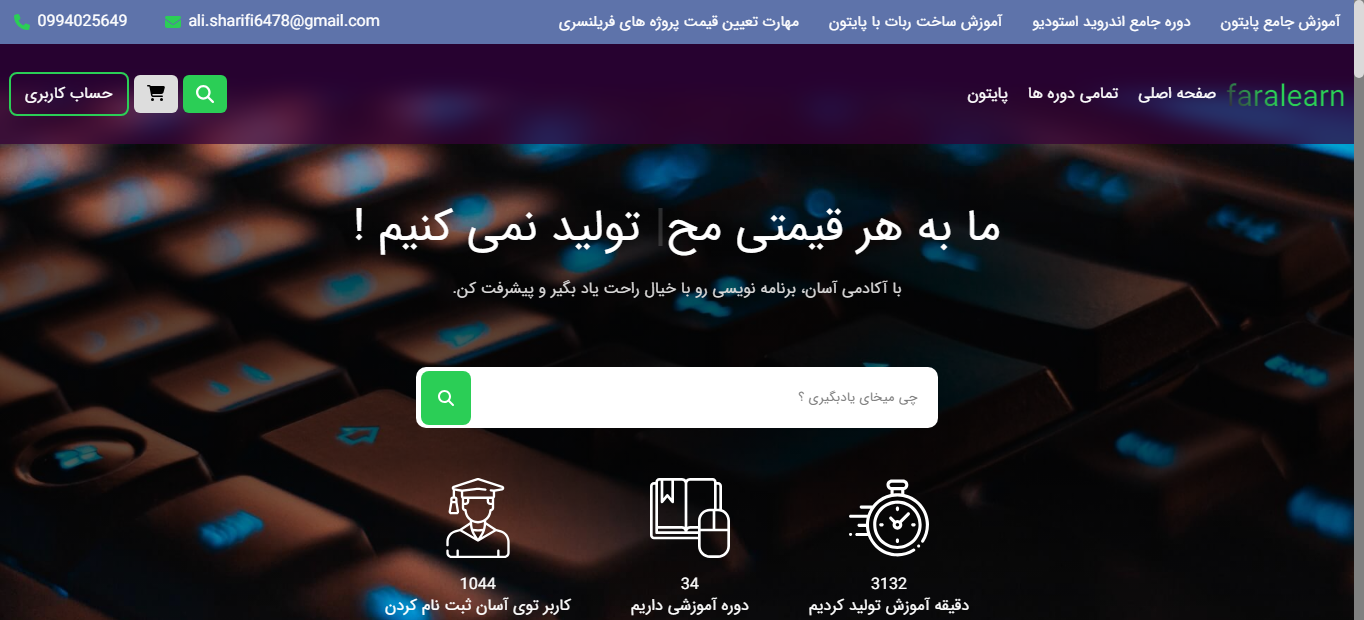 آموزش جامع پایتون
دوره جامع اندروید استودیو
آموزش ساخت ربات با پایتون
مهارت تعیین قیمت پروژه های فریلنسری
ali.sharifi6478@gmail.com
0994025649
faralearn
صفحه اصلی
تمامی دوره ها
پایتون
حساب کاربری
ما به هر قیمتی مح| تولید نمی کنیم !
با آکادمی آسان، برنامه نویسی رو با خیال راحت یاد بگیر و پیشرفت کن.
چی میخای یادبگیری ؟
3132
دقیقه آموزش تولید کردیم
34
دوره آموزشی داریم
1044
کاربر توی آسان ثبت نام کردن